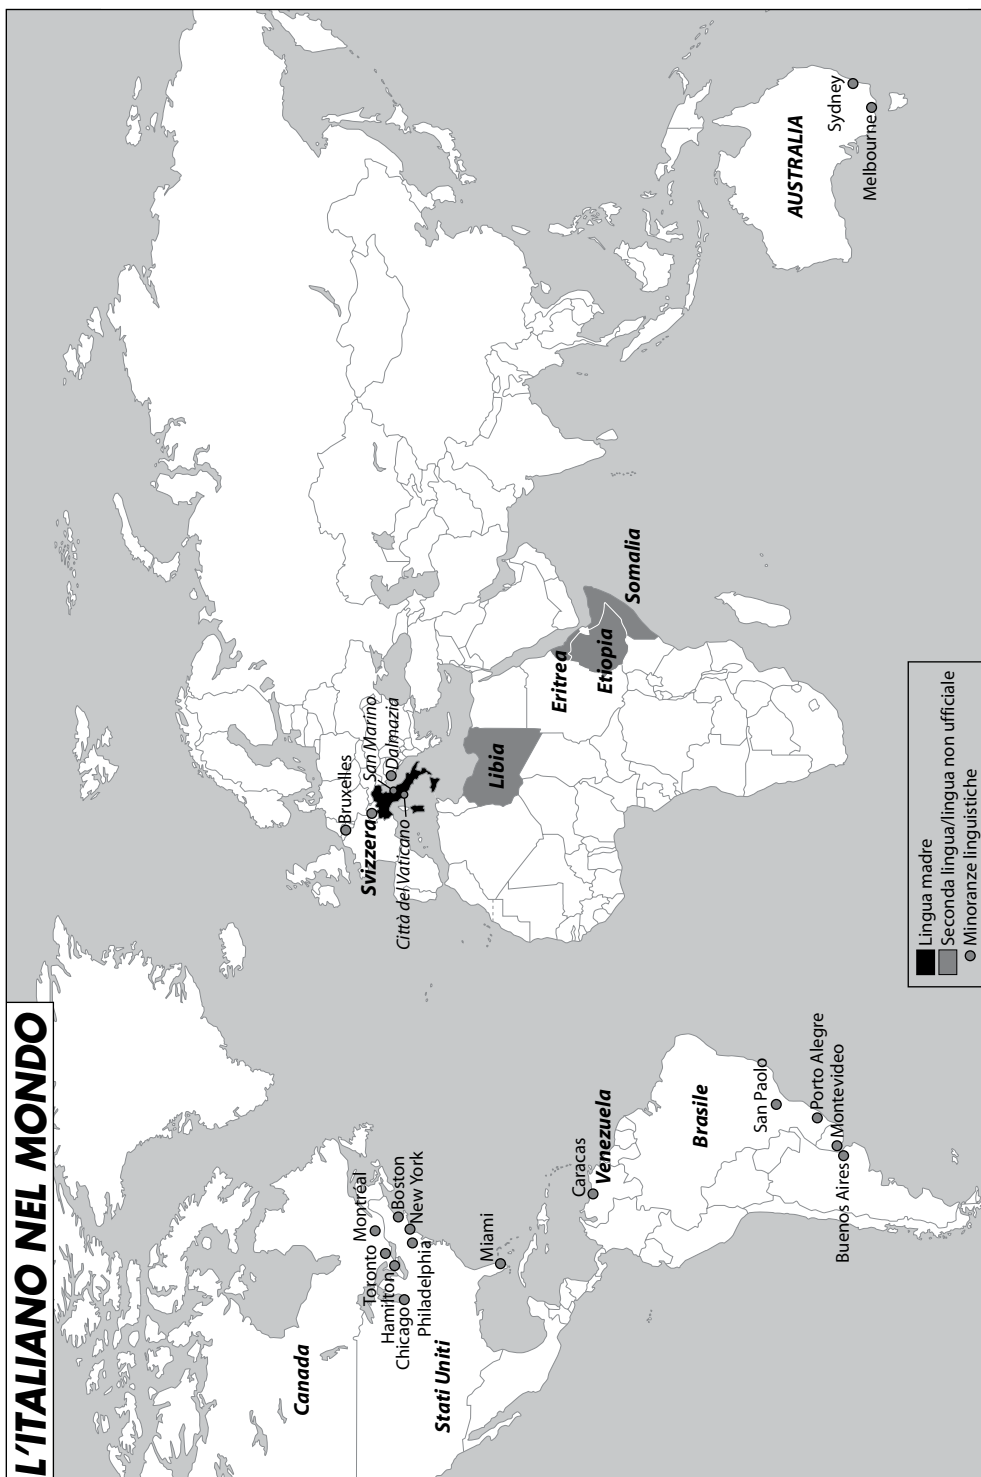 L'ITALIANO NEL MONDO
Canada
Toronto
Montréal
Hamilton
Boston
Chicago
New York
Philadelphia
Stati Uniti
Miami
Caracas
Venezuela
Brasile
San Paolo
Porto Alegre
Montevideo
Buenos Aires
Bruxelles
Svizzera
San Marino
Dalmazia
Città del Vaticano
Libia
Eritrea
Etiopia
Somalia
AUSTRALIA
Sydney
Melbourne
Lingua madre
Seconda lingua/lingua non ufficiale
Minoranze linguistiche